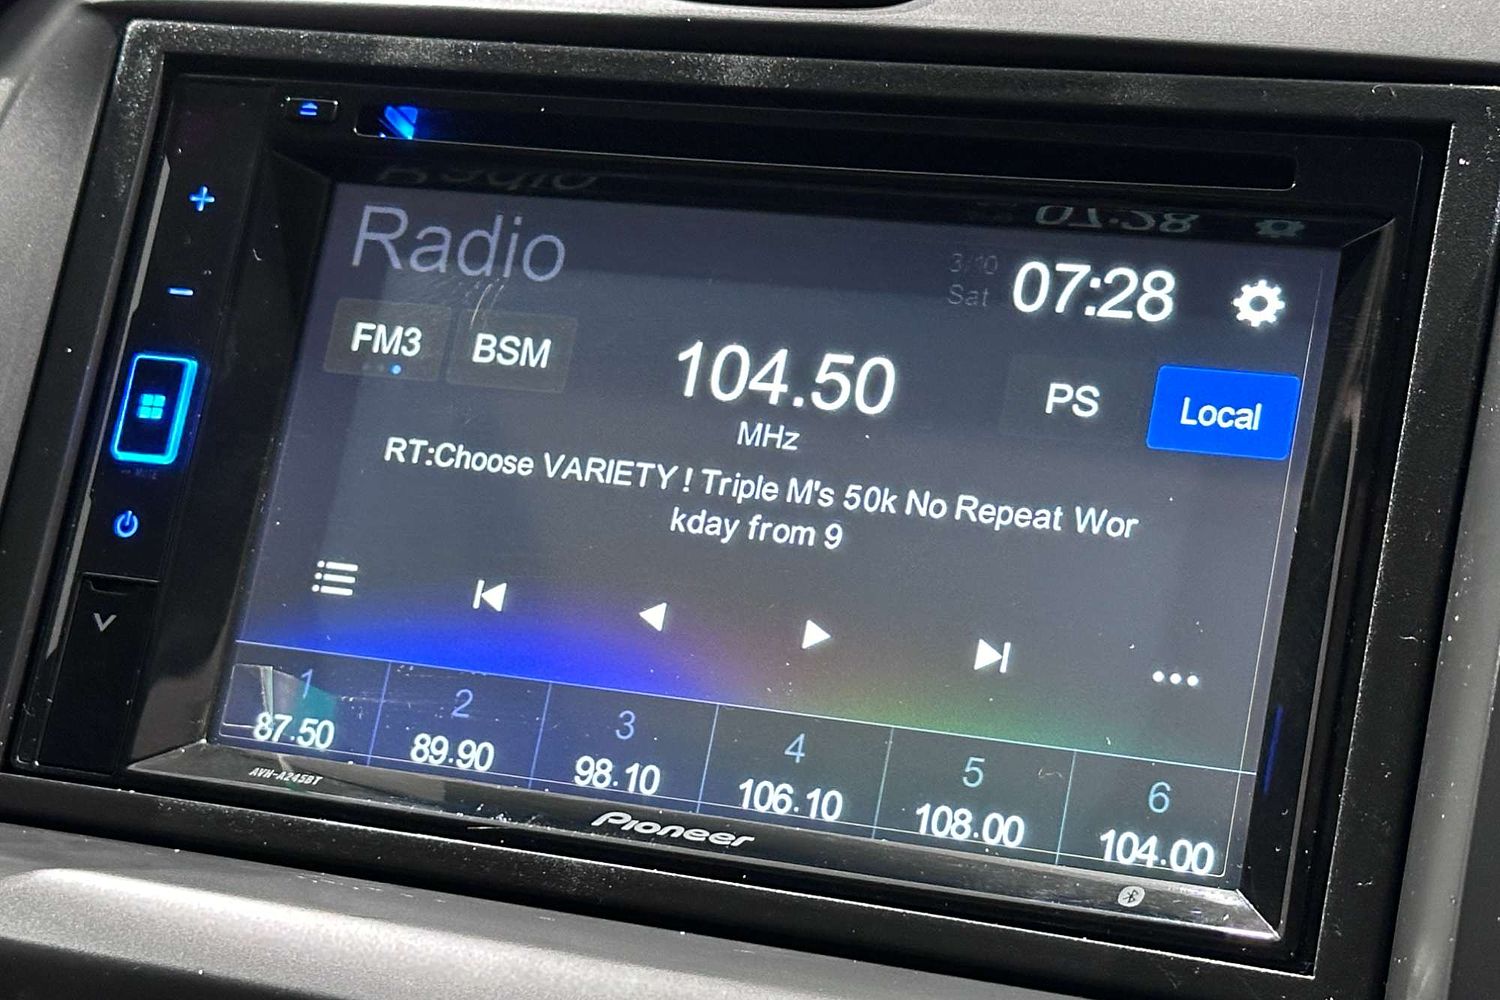 Radio
3/10
Sat
07:28
FM3
BSM
104.50
MHz
PS
Local
RT:Choose VARIETY ! Triple M's 50k No Repeat Wor
kday from 9
1
2
3
4
5
6
87.50
89.90
98.10
106.10
108.00
104.00
AVH-A245BT
Pioneer